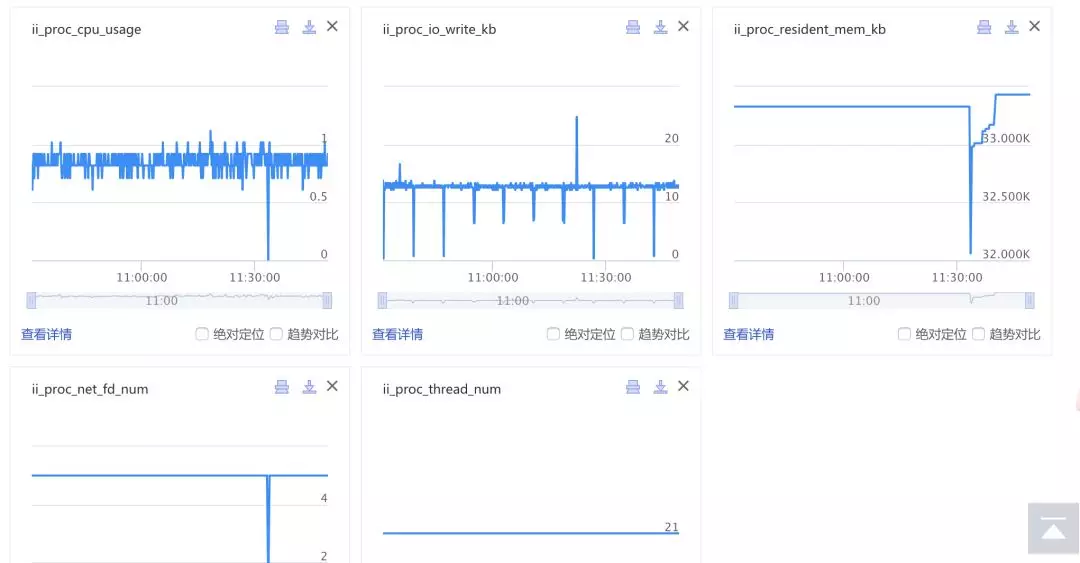 ii_proc_cpu_usage
1
0.5
0
11:00:00 11:30:00
11:00
查看详情 绝对定位 趋势对比
ii_proc_io_write_kb
20
10
0
11:00:00 11:30:00
11:00
查看详情 绝对定位 趋势对比
ii_proc_resident_mem_kb
33.000K
32.500K
32.000K
11:00:00 11:30:00
11:00
查看详情 绝对定位 趋势对比
ii_proc_net_fd_num
4
2
ii_proc_thread_num
21